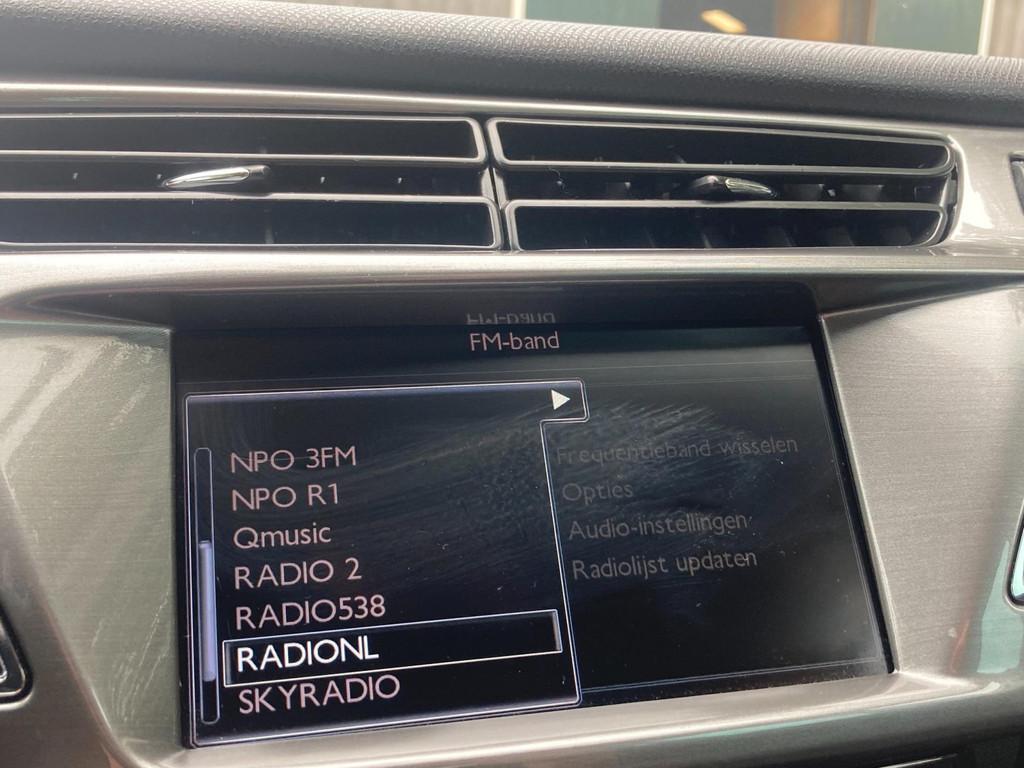 FM-band
NPO 3FM
NPO R1
Qmusic
RADIO 2
RADIO538
RADIONL
SKYRADIO
Frequentieband wisselen
Opties
Audio-instellingen
Radiolijst updaten